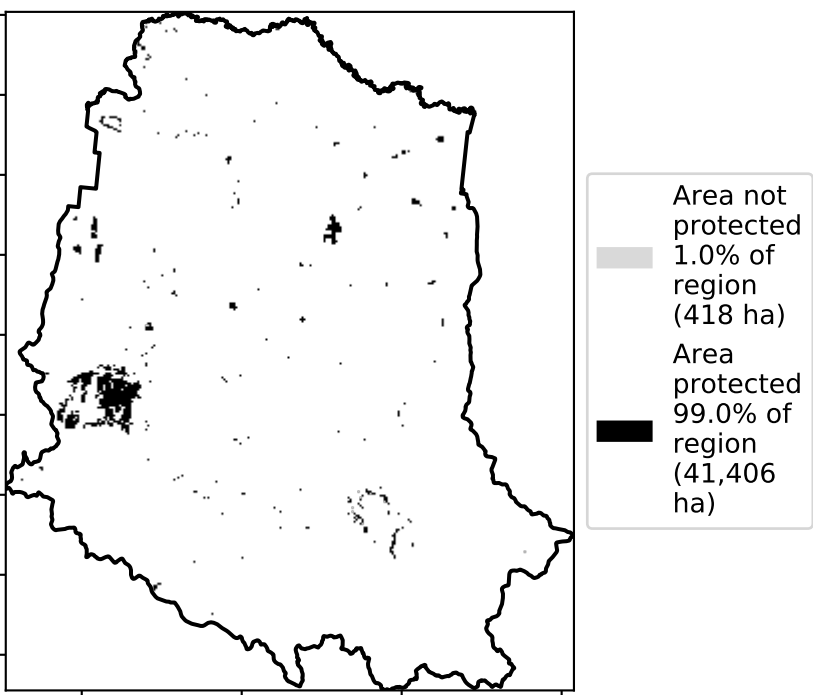 Area not
protected
1.0% of
region
(418 ha)
Area
protected
99.0% of
region
(41,406
ha)